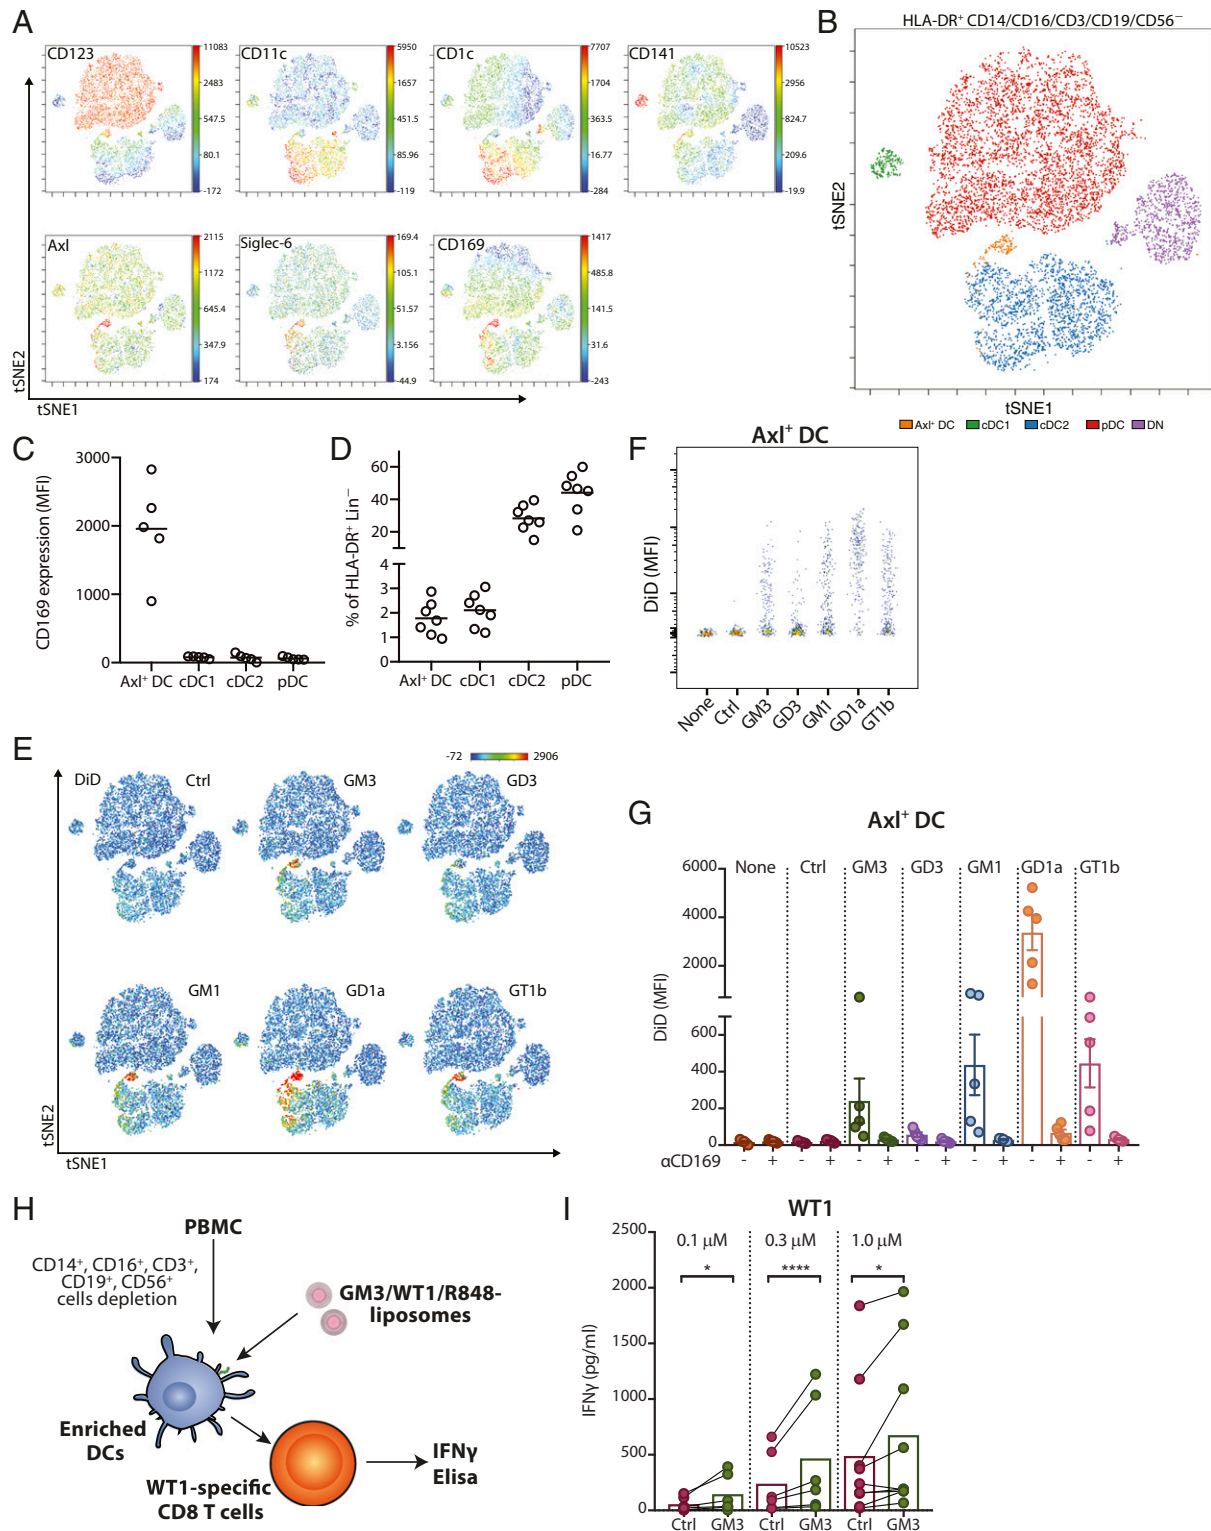 A
CD123
11083
2483
547.5
80.1
-172
CD11c
5950
1657
451.5
85.96
-119
CD1c
7707
1704
363.5
16.77
-284
CD141
10523
2956
824.7
209.6
-19.9
Axl
2115
1172
645.4
347.9
174
Siglec-6
169.4
105.1
51.57
3.156
-44.9
CD169
1417
485.8
141.5
31.6
-243
tSNE2
tSNE1
B
HLA-DR⁺ CD14/CD16/CD3/CD19/CD56⁻
tSNE2
tSNE1
Axl⁺ DC cDC1 cDC2 pDC DN
C
CD169 expression (MFI)
3000
2000
1000
0
Axl⁺ DC cDC1 cDC2 pDC
D
% of HLA-DR⁺ Lin⁻
60
40
20
4
3
2
1
0
Axl⁺ DC cDC1 cDC2 pDC
F
Axl⁺ DC
DiD (MFI)
None Ctrl GM3 GD3 GM1 GD1a GT1b
E
-72 2906
DiD Ctrl GM3 GD3
GM1 GD1a GT1b
tSNE2
tSNE1
G
Axl⁺ DC
None Ctrl GM3 GD3 GM1 GD1a GT1b
DiD (MFI)
6000
4000
2000
600
400
200
0
αCD169 - + - + - + - + - + - + - +
H
PBMC
CD14⁺, CD16⁺, CD3⁺,
CD19⁺, CD56⁺
cells depletion
GM3/WT1/R848-
liposomes
Enriched
DCs
WT1-specific
CD8 T cells
IFNγ
Elisa
I
WT1
IFNγ (pg/ml)
2500
2000
1500
1000
500
0
0.1 µM 0.3 µM 1.0 µM
* **** *
Ctrl GM3 Ctrl GM3 Ctrl GM3